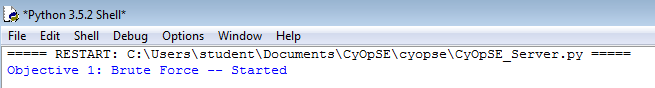 *Python 3.5.2 Shell*
File Edit Shell Debug Options Window Help
===== RESTART: C:\Users\student\Documents\CyOpSE\cyopse\CyOpSE_Server.py =====
Objective 1: Brute Force -- Started